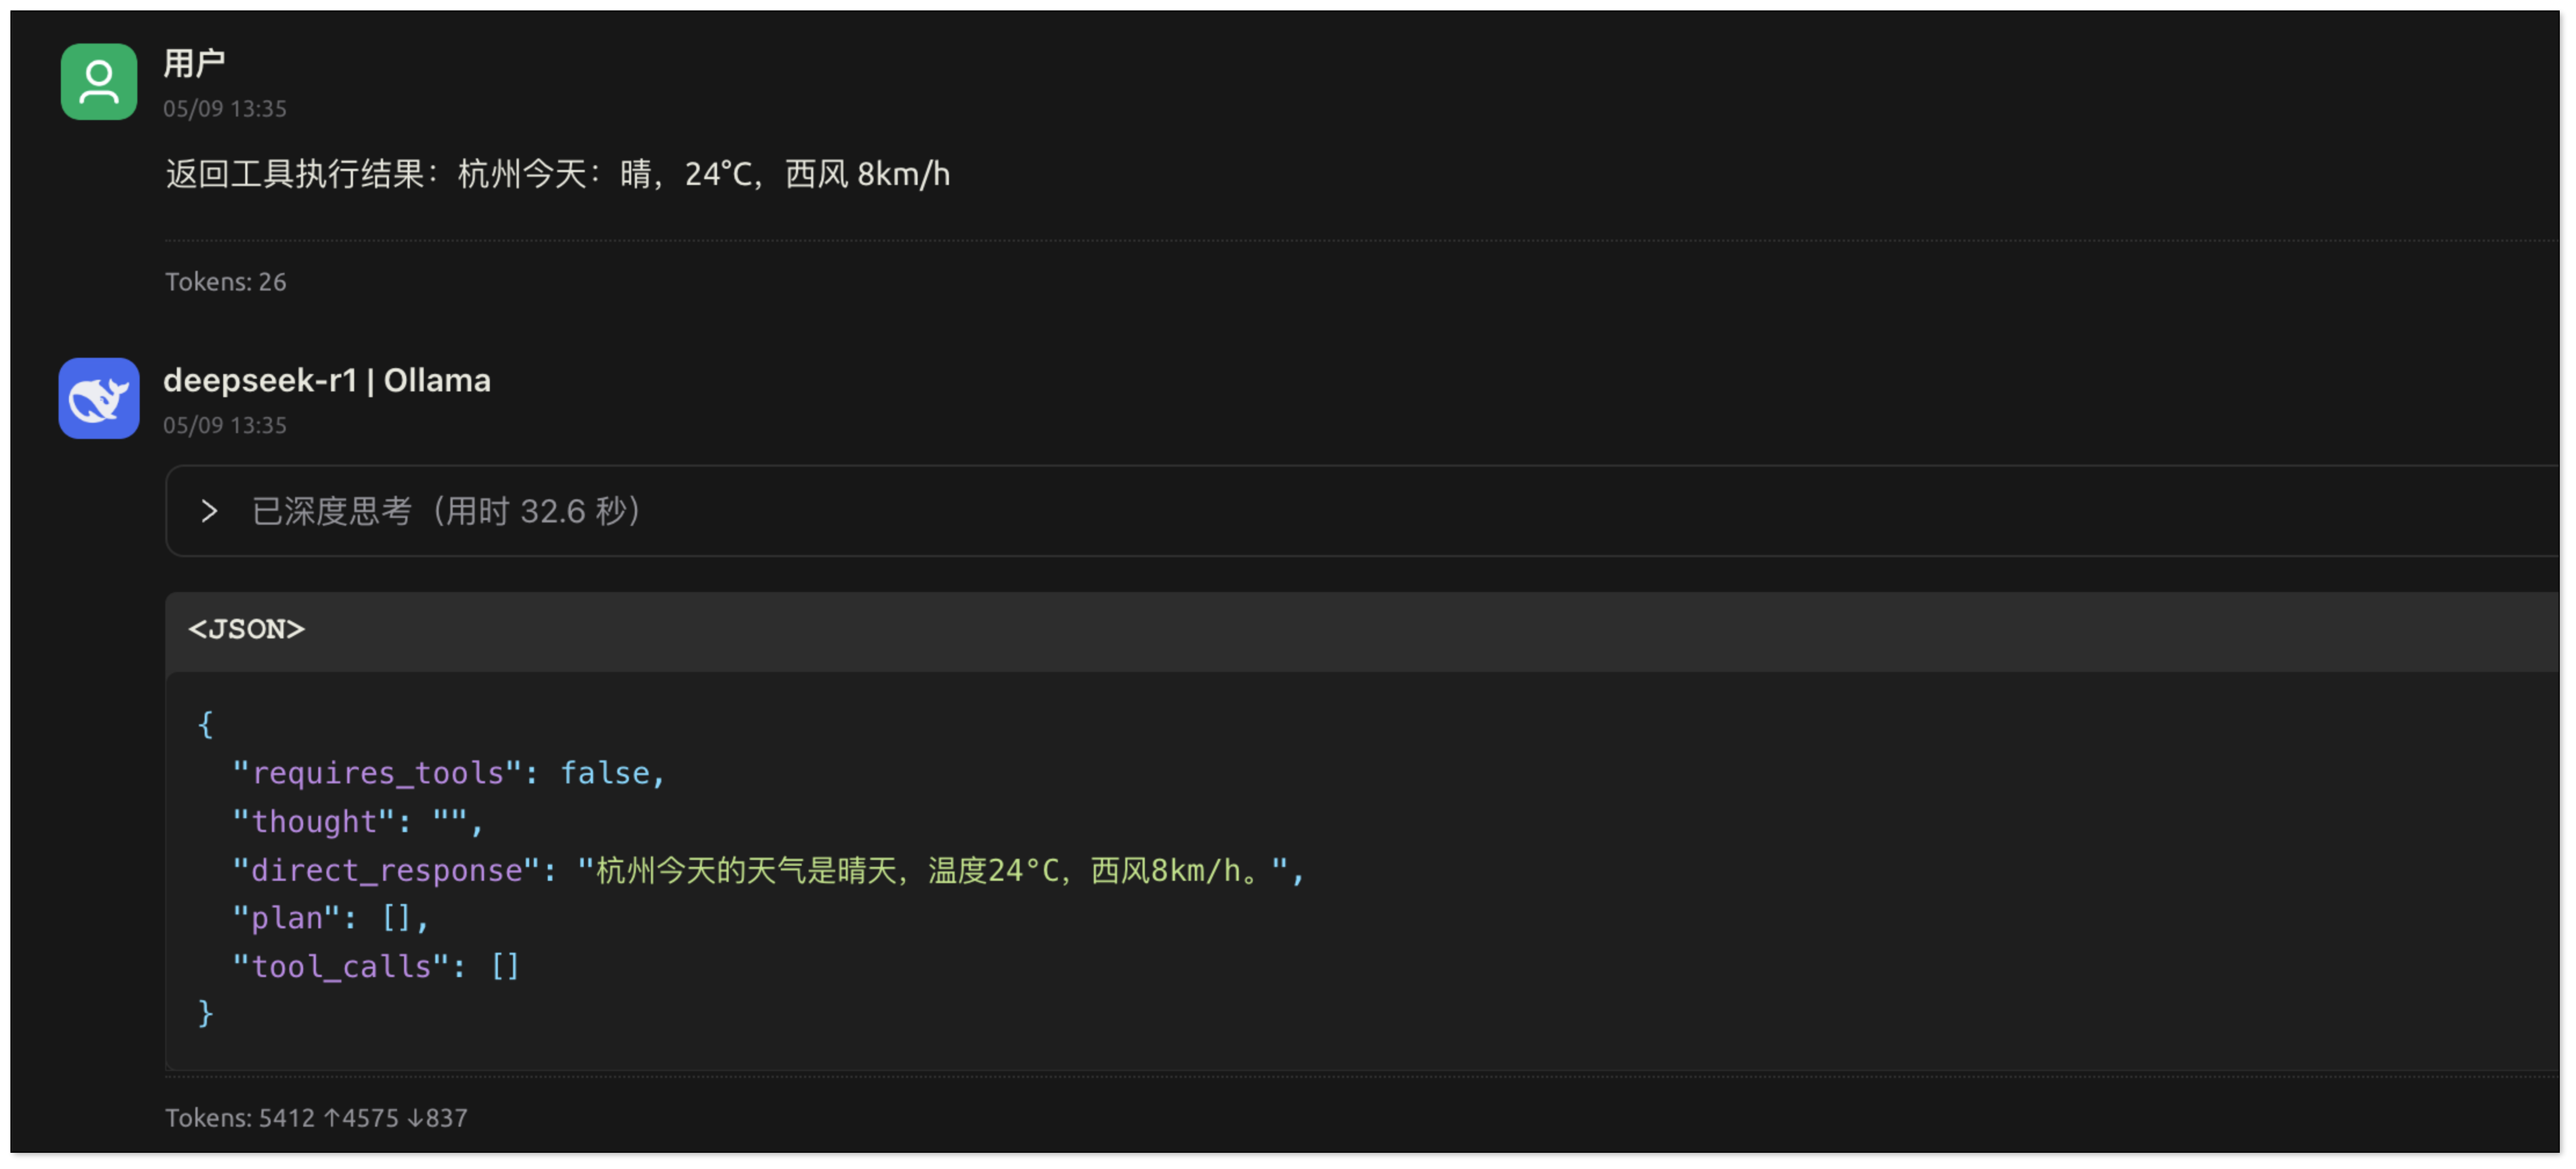 用户
05/09 13:35
返回工具执行结果：杭州今天：晴，24°C，西风 8km/h
Tokens: 26
deepseek-r1 | Ollama
05/09 13:35
已深度思考（用时 32.6 秒）
<JSON>
{
  "requires_tools": false,
  "thought": "",
  "direct_response": "杭州今天的天气是晴天，温度24°C，西风8km/h。",
  "plan": [],
  "tool_calls": []
}
Tokens: 5412 ↑4575 ↓837